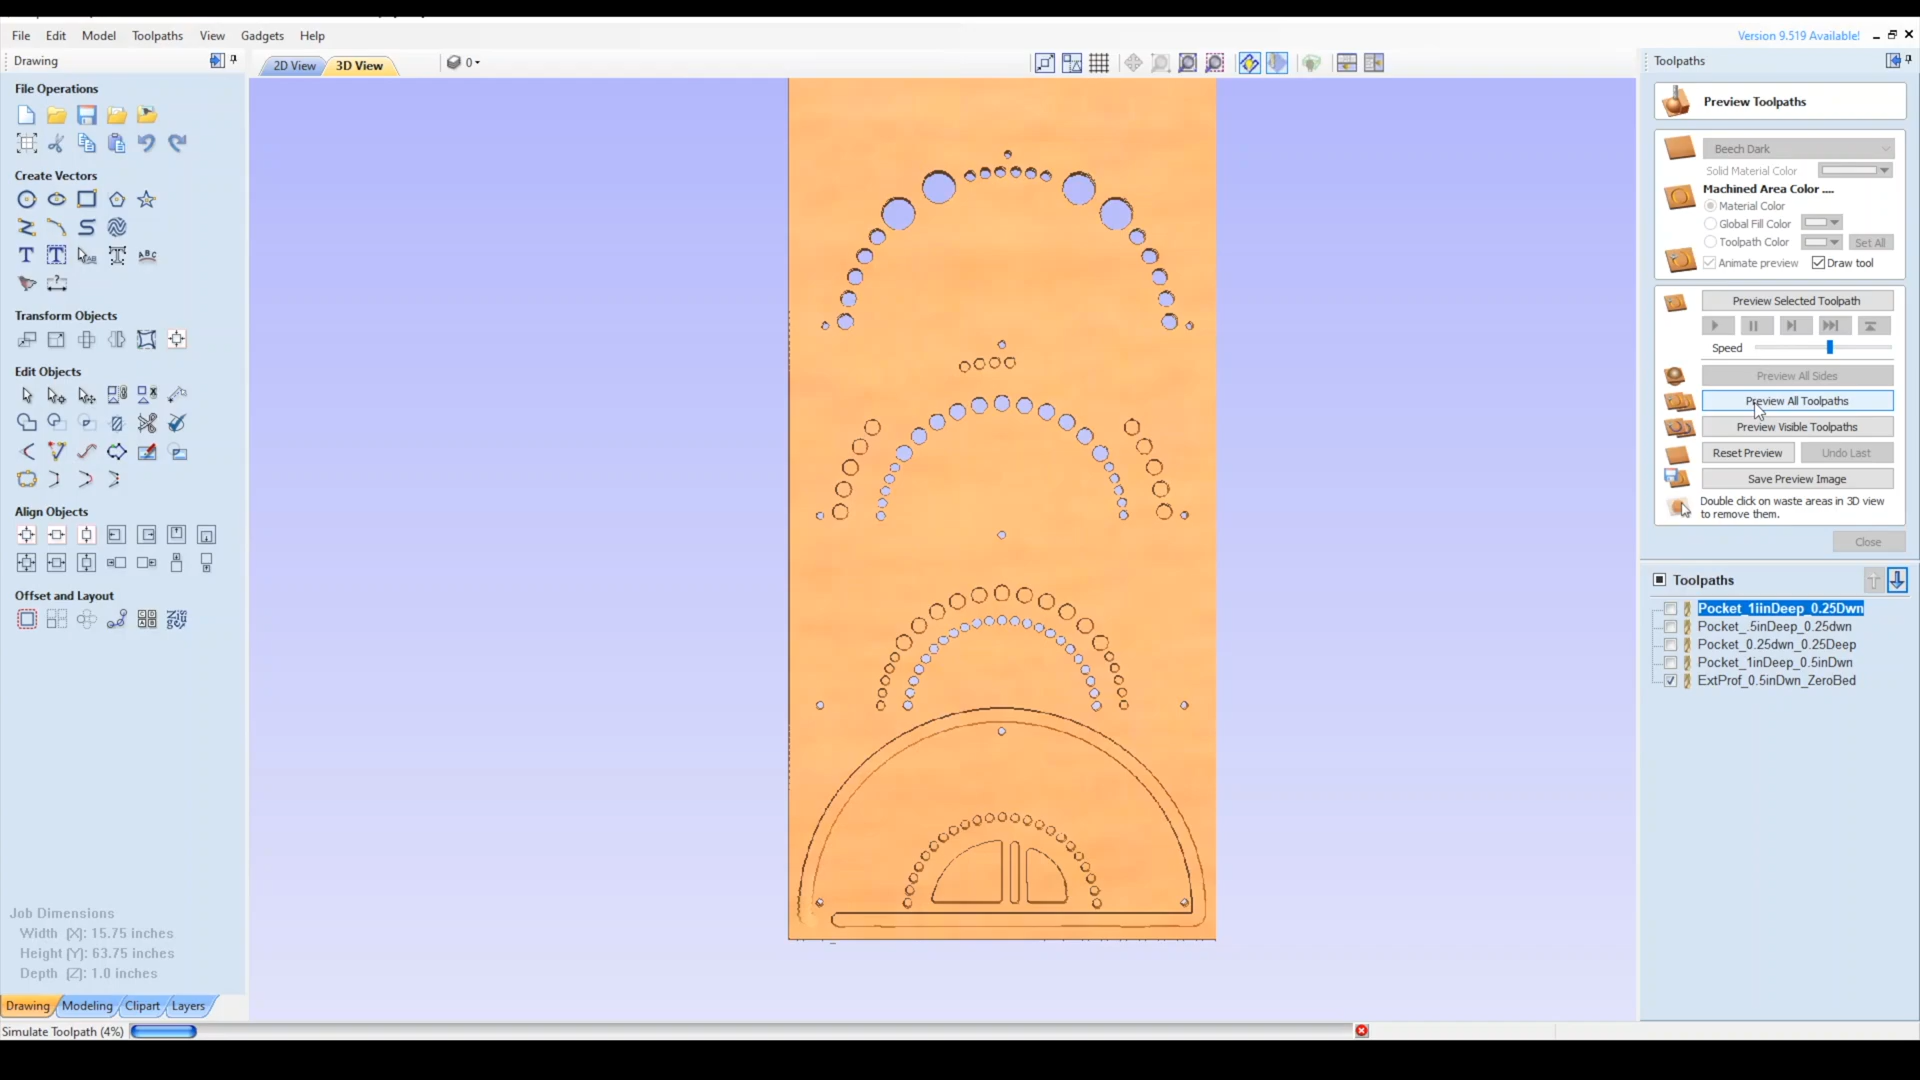 File Edit Model Toolpaths View Gadgets Help
Version 9.519 Available!
Drawing
2D View 3D View
0
Toolpaths
File Operations
Create Vectors
Transform Objects
Edit Objects
Align Objects
Offset and Layout
Job Dimensions
Width (X): 15.75 inches
Height (Y): 63.75 inches
Depth (Z): 1.0 inches
Drawing Modeling Clipart Layers
Simulate Toolpath (4%)
Preview Toolpaths
Beech Dark
Solid Material Color
Machined Area Color ....
Material Color
Global Fill Color
Toolpath Color Set All
Animate preview Draw tool
Preview Selected Toolpath
Speed
Preview All Sides
Preview All Toolpaths
Preview Visible Toolpaths
Reset Preview Undo Last
Save Preview Image
Double click on waste areas in 3D view
to remove them.
Close
Toolpaths
Pocket_1iinDeep_0.25Dwn
Pocket_.5inDeep_0.25dwn
Pocket_0.25dwn_0.25Deep
Pocket_1inDeep_0.5inDwn
ExtProf_0.5inDwn_ZeroBed